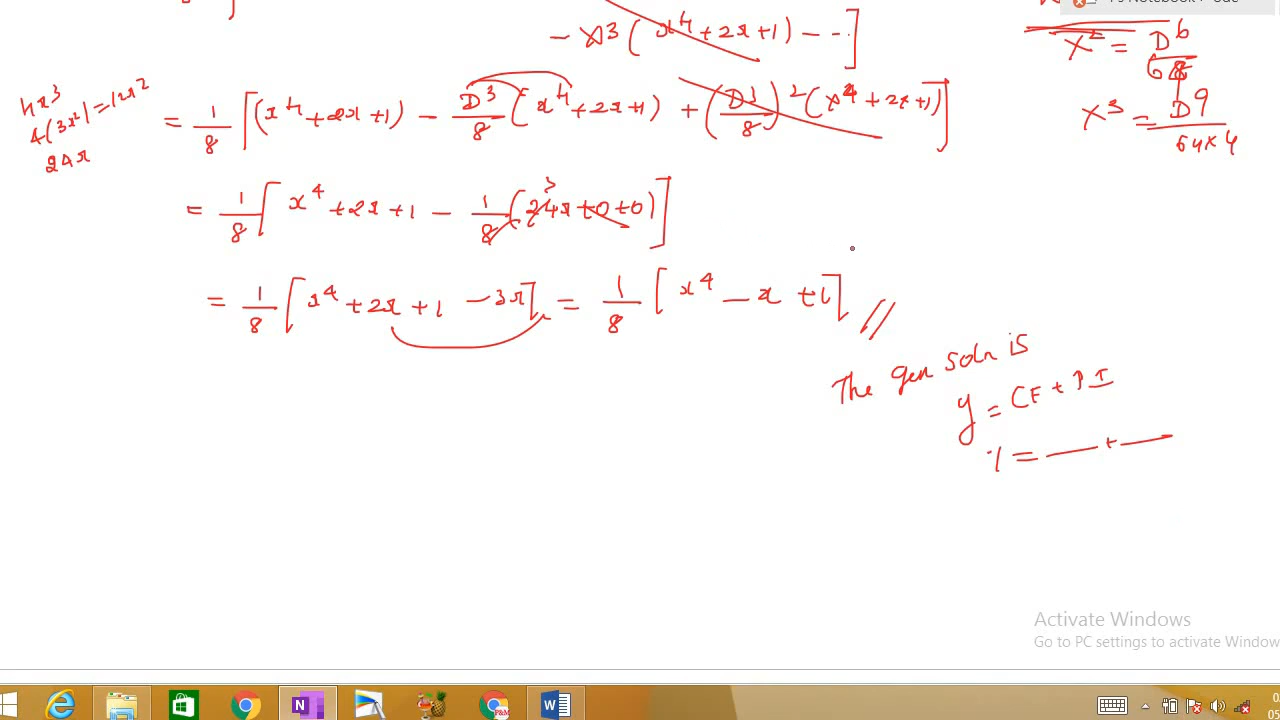 - X³ ( x⁴ + 2x + 1 ) - - - ]
X² = D⁶
68
X³ = D⁹
64×4
4x³
4(3x²) = 12x²
24x
= 1/8 [ (x⁴ + 2x + 1) - D³/8 (x⁴ + 2x + 1) + (D³/8)² (x⁴ + 2x + 1) ]
= 1/8 [ x⁴ + 2x + 1 - 1/8 (24x + 0 + 0) ]
3
= 1/8 [ x⁴ + 2x + 1 - 3x ] = 1/8 [ x⁴ - x + 1 ] //
The gen soln is
y = CF + PI
y = — + —
Activate Windows
Go to PC settings to activate Window